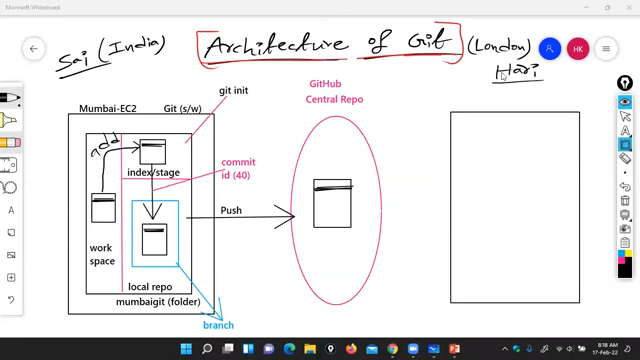 Microsoft Whiteboard
Sai (India)
Architecture of Git
(London)
Hari
HK
GitHub
Central Repo
git init
Mumbai-EC2
Git (s/w)
add
index/stage
commit
id (40)
Push
work
space
local repo
mumbaigit (folder)
branch
A
8:18 AM
17-Feb-22